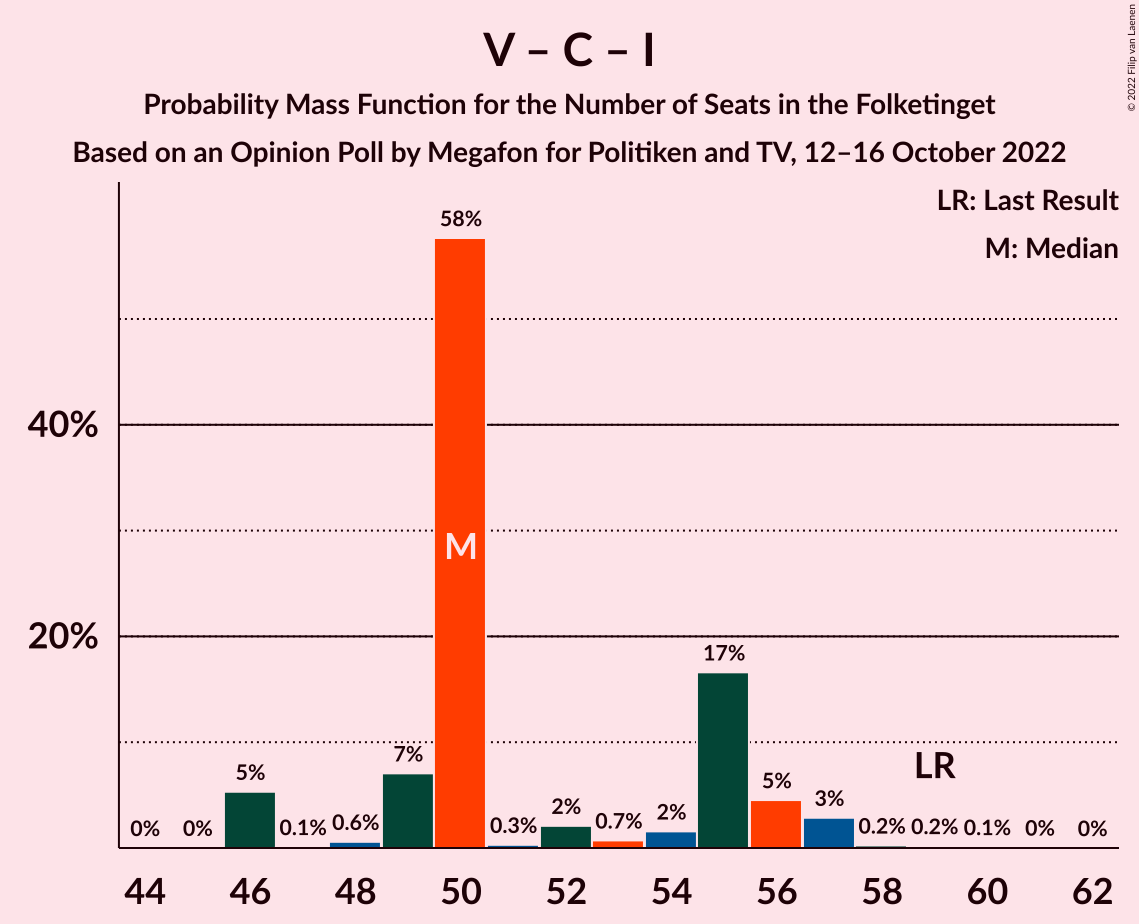 V – C – I
Probability Mass Function for the Number of Seats in the Folketinget
Based on an Opinion Poll by Megafon for Politiken and TV, 12–16 October 2022
© 2022 Filip van Laenen
LR: Last Result
M: Median
40%
20%
0%
0%
5%
0.1%
0.6%
7%
58%
M
0.3%
2%
0.7%
2%
17%
5%
3%
0.2%
LR
0.2%
0.1%
0%
0%
44 46 48 50 52 54 56 58 60 62